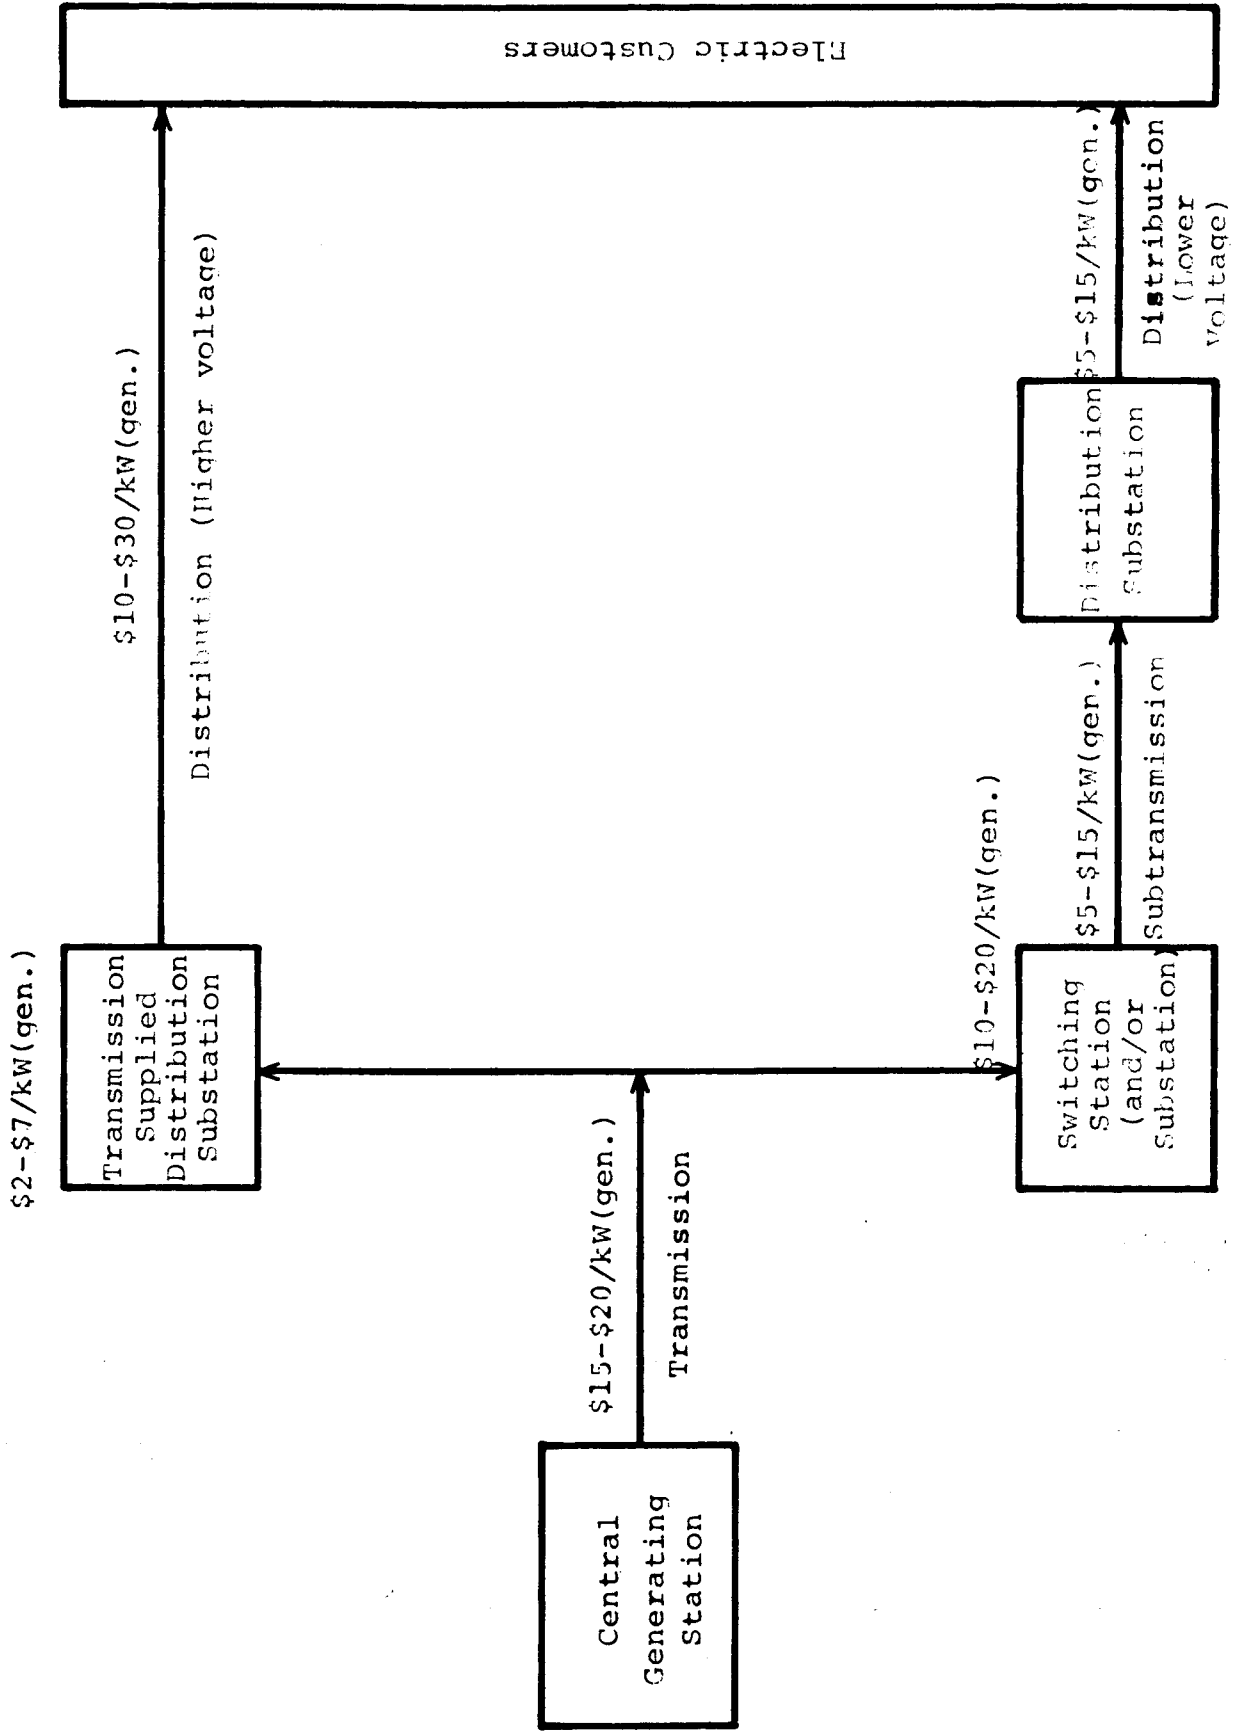 $2-$7/kW(gen.)
Transmission
Supplied
Distribution
Substation
$10-$30/kW(gen.)
Distribution (Higher voltage)
Electric Customers
Central
Generating
Station
$15-$20/kW(gen.)
Transmission
$10-$20/kW(gen.)
Switching
Station
(and/or
Substation)
$5-$15/kW(gen.)
Subtransmission
Distribution
Substation
$5-$15/kW(gen.)
Distribution
(Lower
voltage)